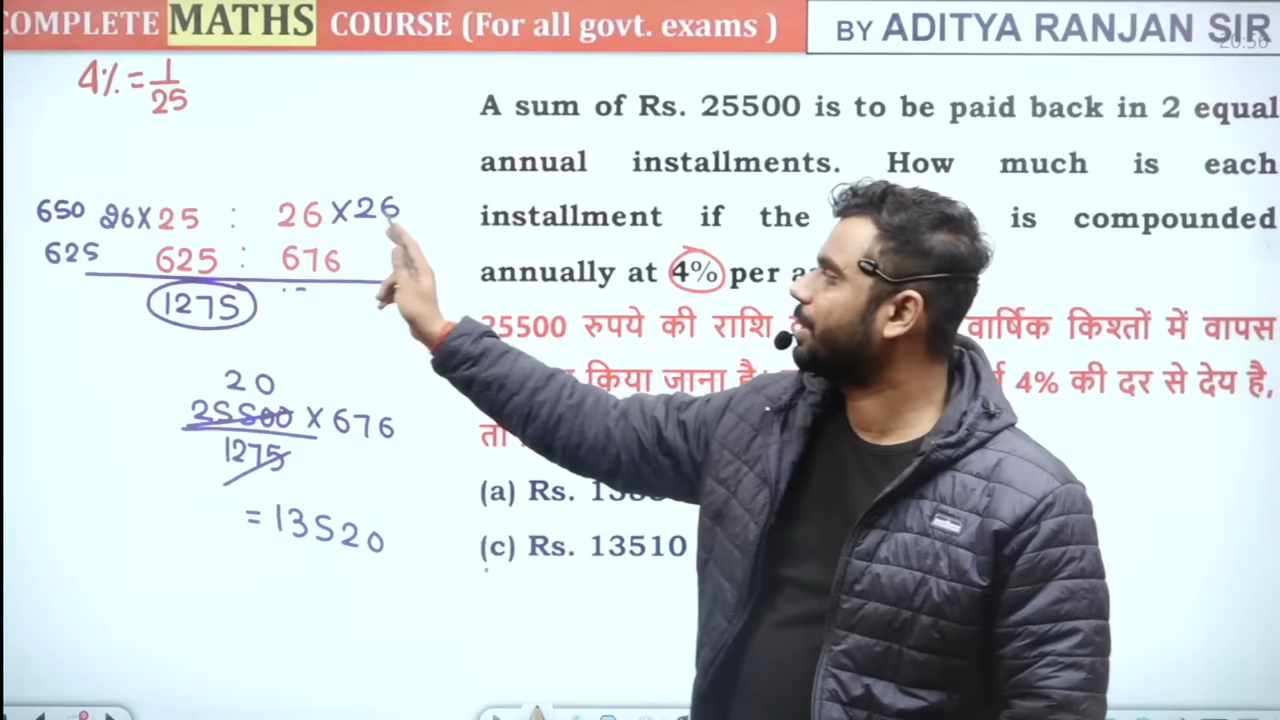 COMPLETE MATHS COURSE (For all govt. exams )
BY ADITYA RANJAN SIR
20:56
4% = 1/25
650 26×25 : 26×26
625 625 : 676
1275
20
25500 × 676
1275
= 13520
A sum of Rs. 25500 is to be paid back in 2 equal
annual installments. How much is each
installment if the is compounded
annually at 4% per
25500 रुपये की राशि वार्षिक किश्तों में वापस
किया जाना है 4% की दर से देय है,
(a) Rs.
(c) Rs. 13510